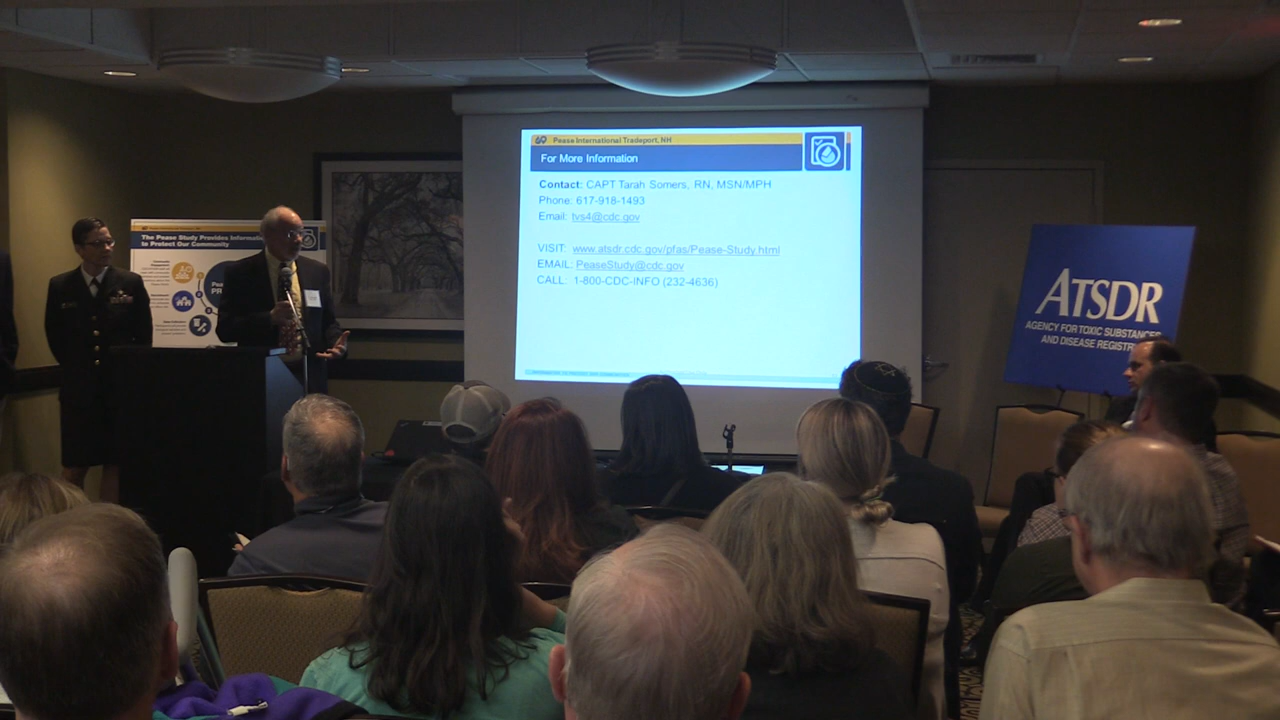 Pease International Tradeport, NH
For More Information
Contact: CAPT Tarah Somers, RN, MSN/MPH
Phone: 617-918-1493
Email: tvs4@cdc.gov
VISIT: www.atsdr.cdc.gov/pfas/Pease-Study.html
EMAIL: PeaseStudy@cdc.gov
CALL: 1-800-CDC-INFO (232-4636)
The Pease Study Provides Informati
to Protect Our Community
ATSDR
AGENCY FOR TOXIC SUBSTANCES
AND DISEASE REGISTR